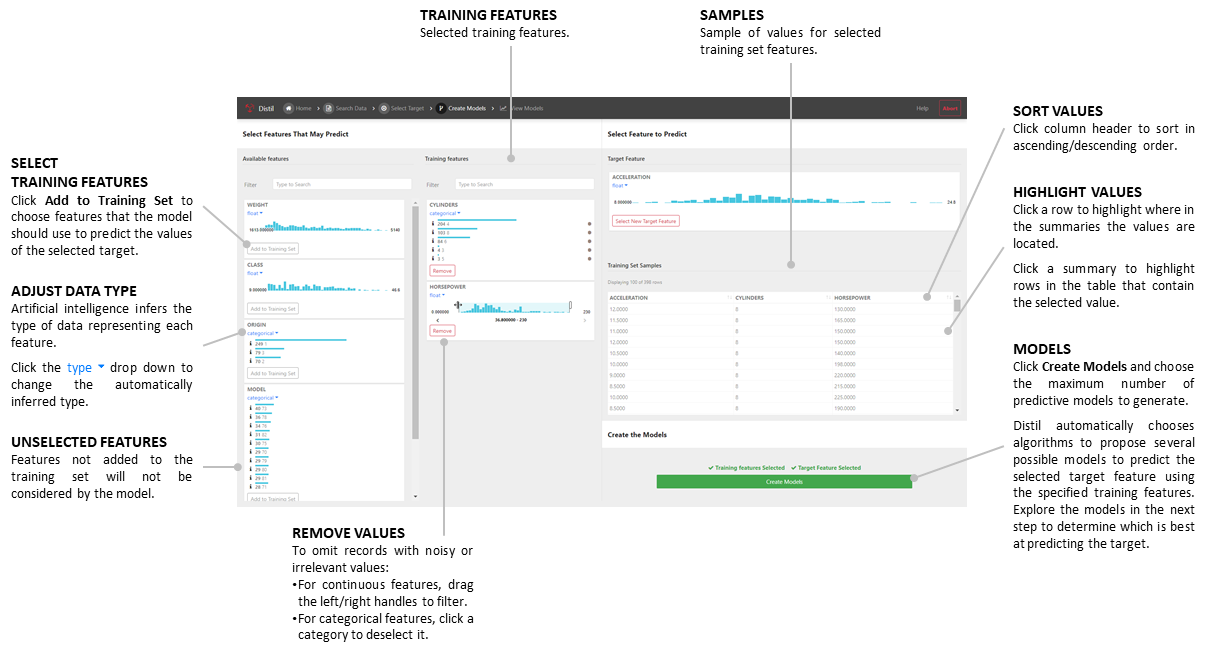 TRAINING FEATURES
Selected training features.
SAMPLES
Sample of values for selected
training set features.
SELECT
TRAINING FEATURES
Click Add to Training Set to
choose features that the model
should use to predict the values
of the selected target.
ADJUST DATA TYPE
Artificial intelligence infers the
type of data representing each
feature.
Click the type drop down to
change the automatically
inferred type.
UNSELECTED FEATURES
Features not added to the
training set will not be
considered by the model.
Distil Home Search Data Select Target Create Models View Models Help Abort
Select Features That May Predict
Available features
Filter Type to Search
WEIGHT
float
1613.000000 5140
Add to Training Set
CLASS
float
8.000000 46.6
Add to Training Set
ORIGIN
categorical
249 1
79 3
70 2
Add to Training Set
MODEL
categorical
40 73
36 78
34 76
31 82
30 75
29 70
29 79
29 80
29 81
28 71
Add to Training Set
Training features
Filter Type to Search
CYLINDERS
categorical
204 4
103 8
84 6
4 3
3 5
Remove
HORSEPOWER
float
0.000000 230
36.800000 - 230
Remove
Select Feature to Predict
Target Feature
ACCELERATION
float
8.000000 24.8
Select New Target Feature
Training Set Samples
Displaying 100 of 398 rows
ACCELERATION CYLINDERS HORSEPOWER
12.0000 8 130.0000
11.5000 8 165.0000
11.0000 8 150.0000
12.0000 8 150.0000
10.5000 8 140.0000
10.0000 8 198.0000
9.0000 8 220.0000
8.5000 8 215.0000
10.0000 8 225.0000
8.5000 8 190.0000
Create the Models
Training features Selected Target Feature Selected
Create Models
SORT VALUES
Click column header to sort in
ascending/descending order.
HIGHLIGHT VALUES
Click a row to highlight where in
the summaries the values are
located.
Click a summary to highlight
rows in the table that contain
the selected value.
MODELS
Click Create Models and choose
the maximum number of
predictive models to generate.
Distil automatically chooses
algorithms to propose several
possible models to predict the
selected target feature using
the specified training features.
Explore the models in the next
step to determine which is best
at predicting the target.
REMOVE VALUES
To omit records with noisy or
irrelevant values:
•For continuous features, drag
the left/right handles to filter.
•For categorical features, click a
category to deselect it.